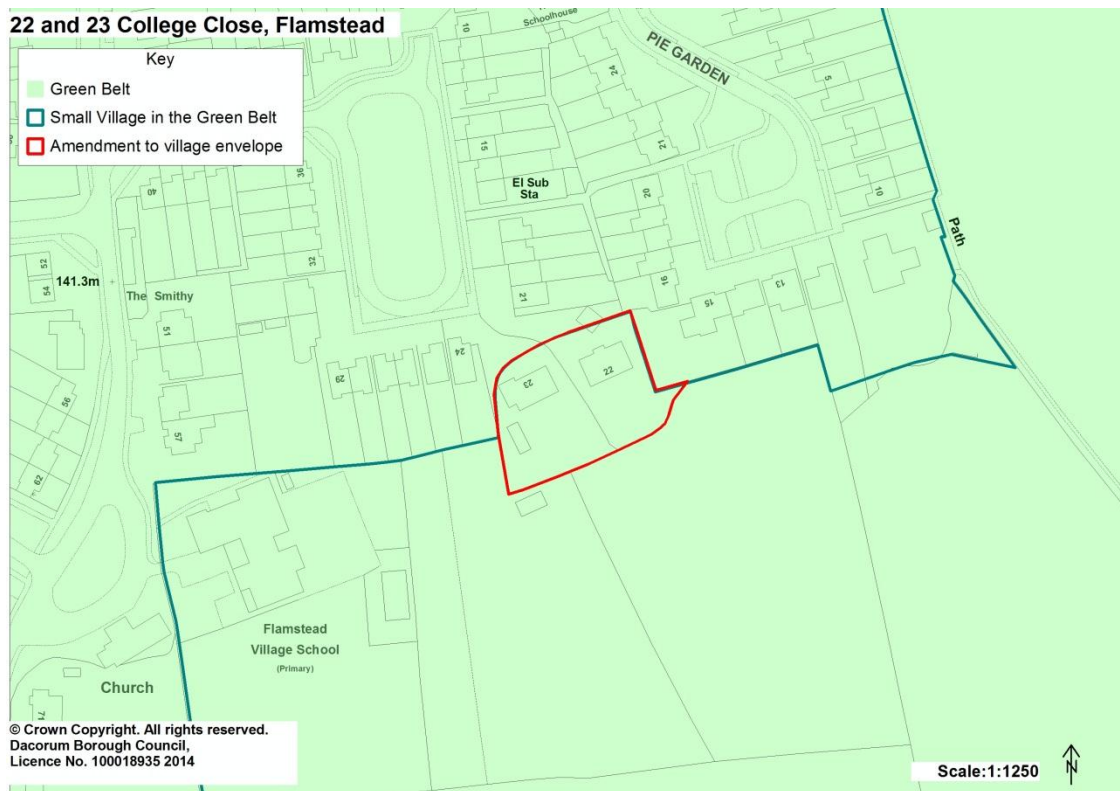 22 and 23 College Close, Flamstead
Key
Green Belt
Small Village in the Green Belt
Amendment to village envelope
Schoolhouse
10
PIE GARDEN
24
5
51
21
36
40
El Sub
Sta
20
10
Path
52
54
141.3m
The Smithy
32
16
21
15
13
51
24
29
23
22
56
57
62
Flamstead
Village School
(Primary)
Church
71
© Crown Copyright. All rights reserved.
Dacorum Borough Council,
Licence No. 100018935 2014
Scale:1:1250
N